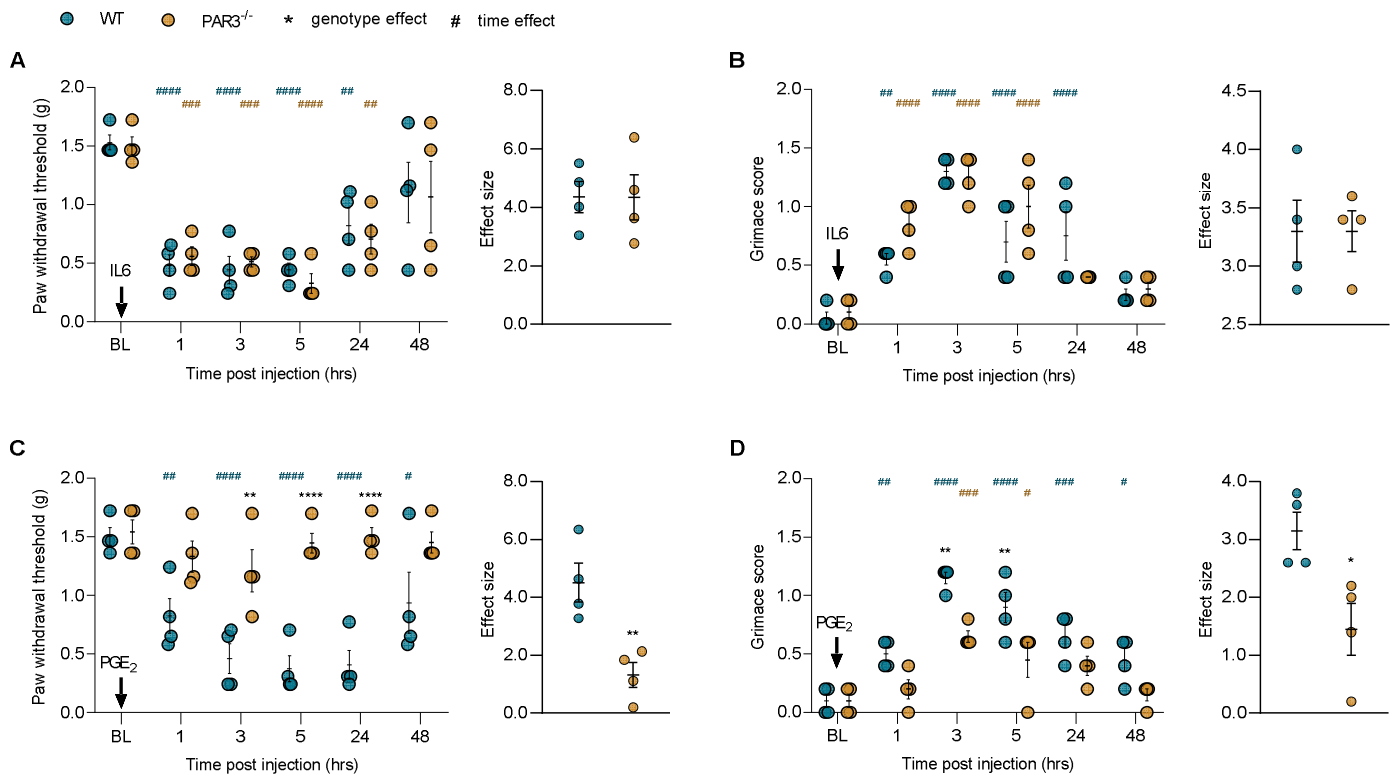 WT PAR3-/- * genotype effect # time effect
A
Paw withdrawal threshold (g)
2.0
1.5
1.0
0.5
0.0
#### #### #### ##
### ### #### ##
IL6
BL 1 3 5 24 48
Time post injection (hrs)
Effect size
8.0
6.0
4.0
2.0
0.0
B
Grimace score
2.0
1.5
1.0
0.5
0.0
## #### #### ####
#### #### ####
IL6
BL 1 3 5 24 48
Time post injection (hrs)
Effect size
4.5
4.0
3.5
3.0
2.5
C
Paw withdrawal threshold (g)
2.0
1.5
1.0
0.5
0.0
## #### #### #### #
** **** ****
PGE2
BL 1 3 5 24 48
Time post injection (hrs)
Effect size
8.0
6.0
4.0
2.0
0.0
**
D
Grimace score
2.0
1.5
1.0
0.5
0.0
## #### #### ### #
### #
** **
PGE2
BL 1 3 5 24 48
Time post injection (hrs)
Effect size
4.0
3.0
2.0
1.0
0.0
*